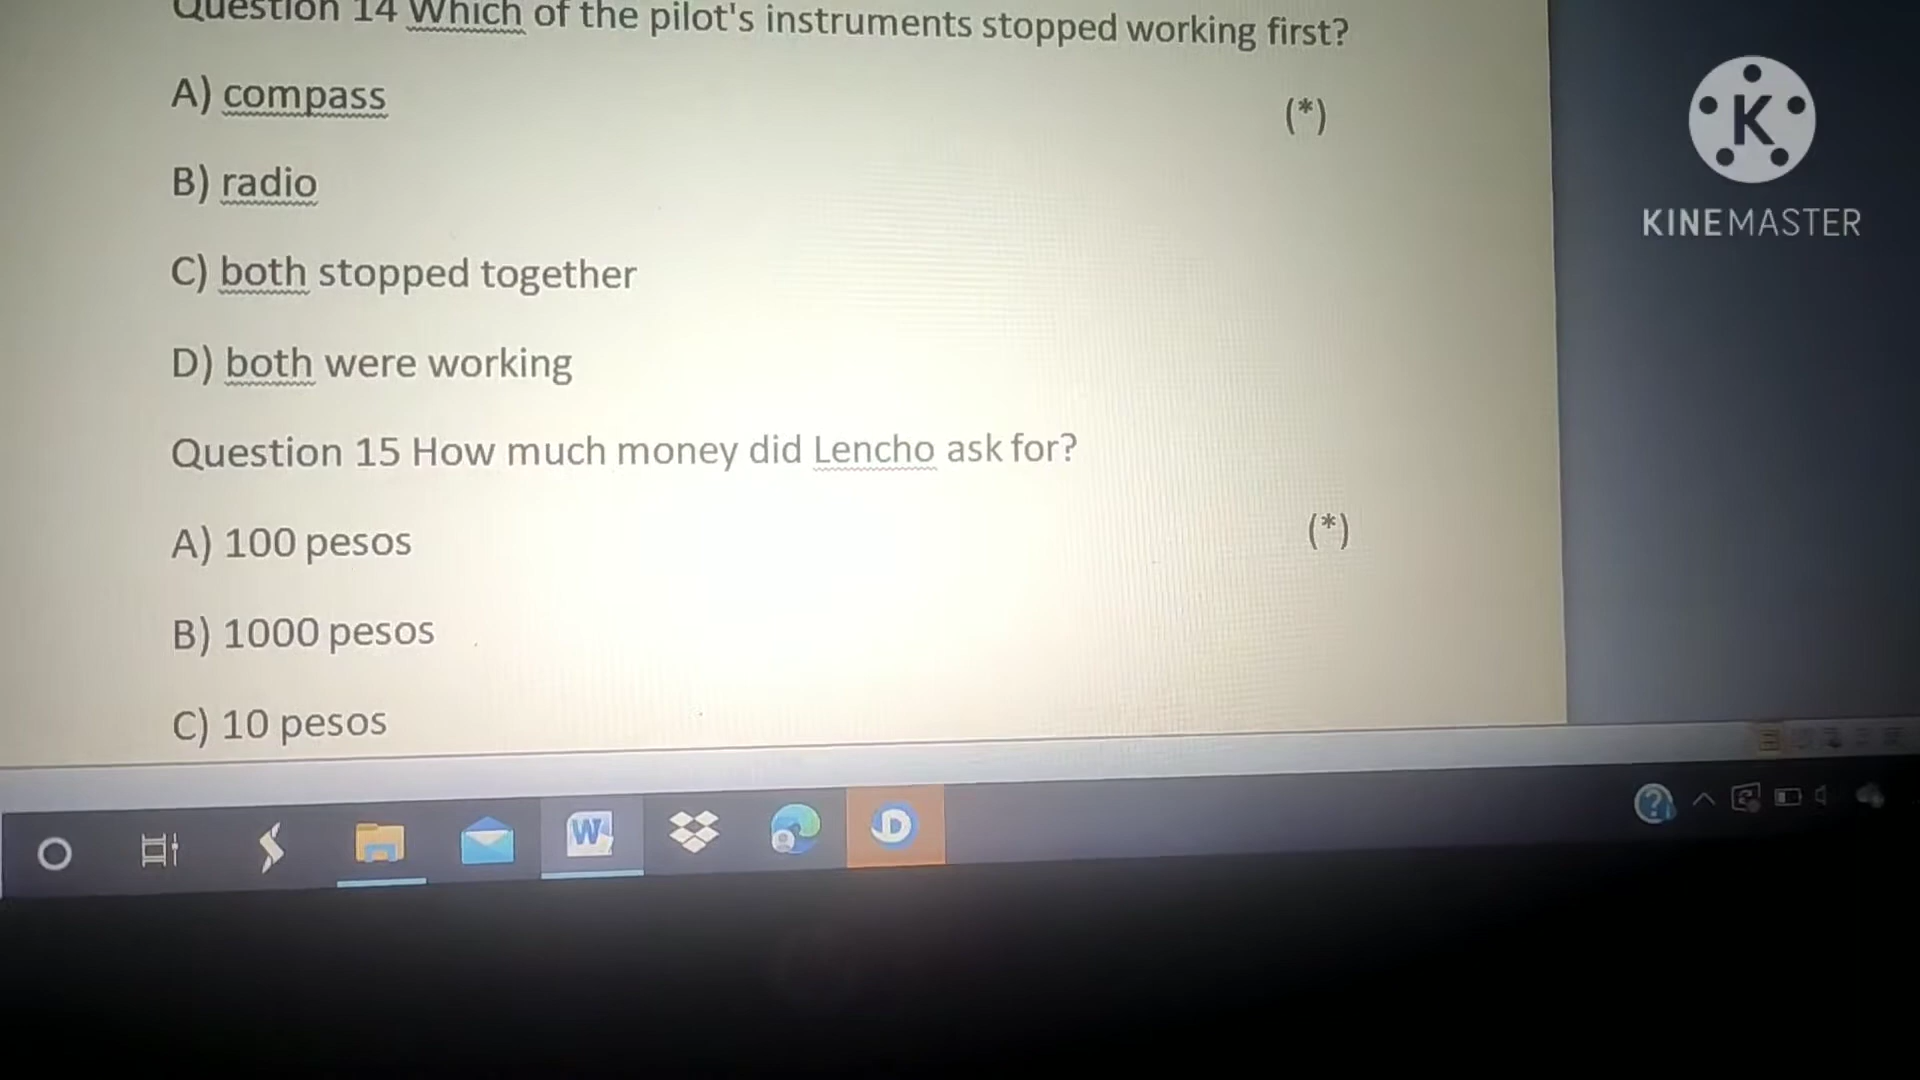 Question 14 Which of the pilot's instruments stopped working first?
A) compass (*)
B) radio
C) both stopped together
D) both were working
Question 15 How much money did Lencho ask for?
A) 100 pesos (*)
B) 1000 pesos
C) 10 pesos
K
KINEMASTER
W
D
?